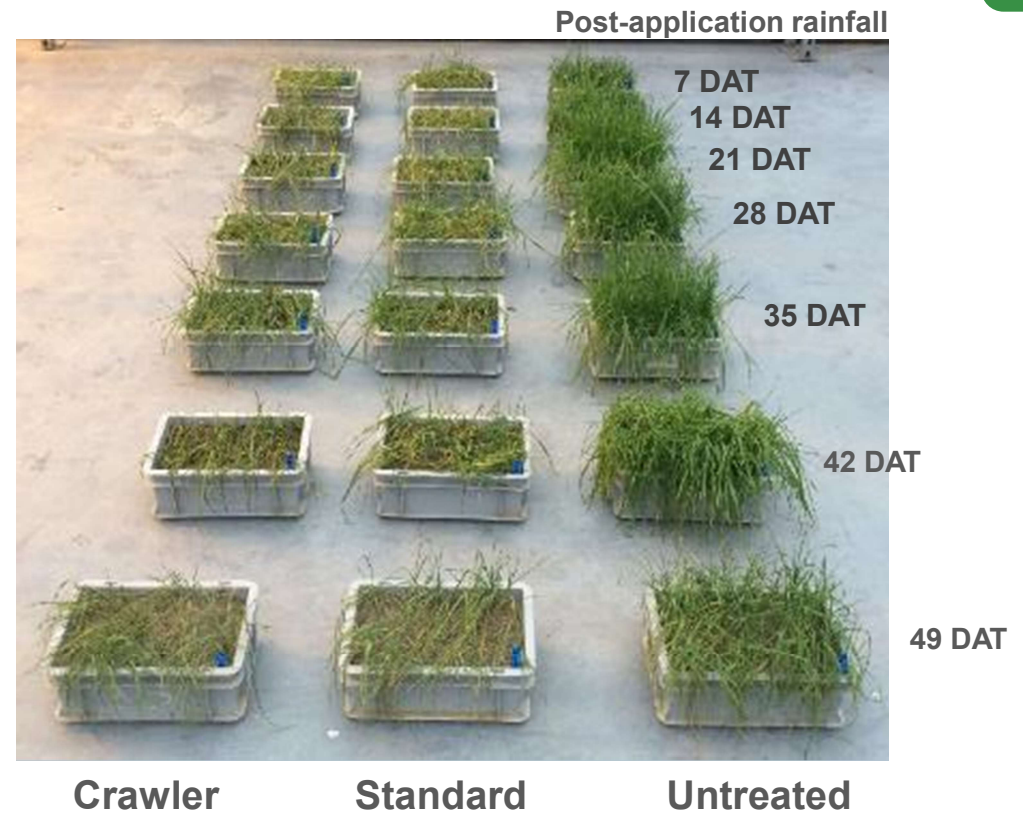 Post-application rainfall
7 DAT
14 DAT
21 DAT
28 DAT
35 DAT
42 DAT
49 DAT
Crawler
Standard
Untreated